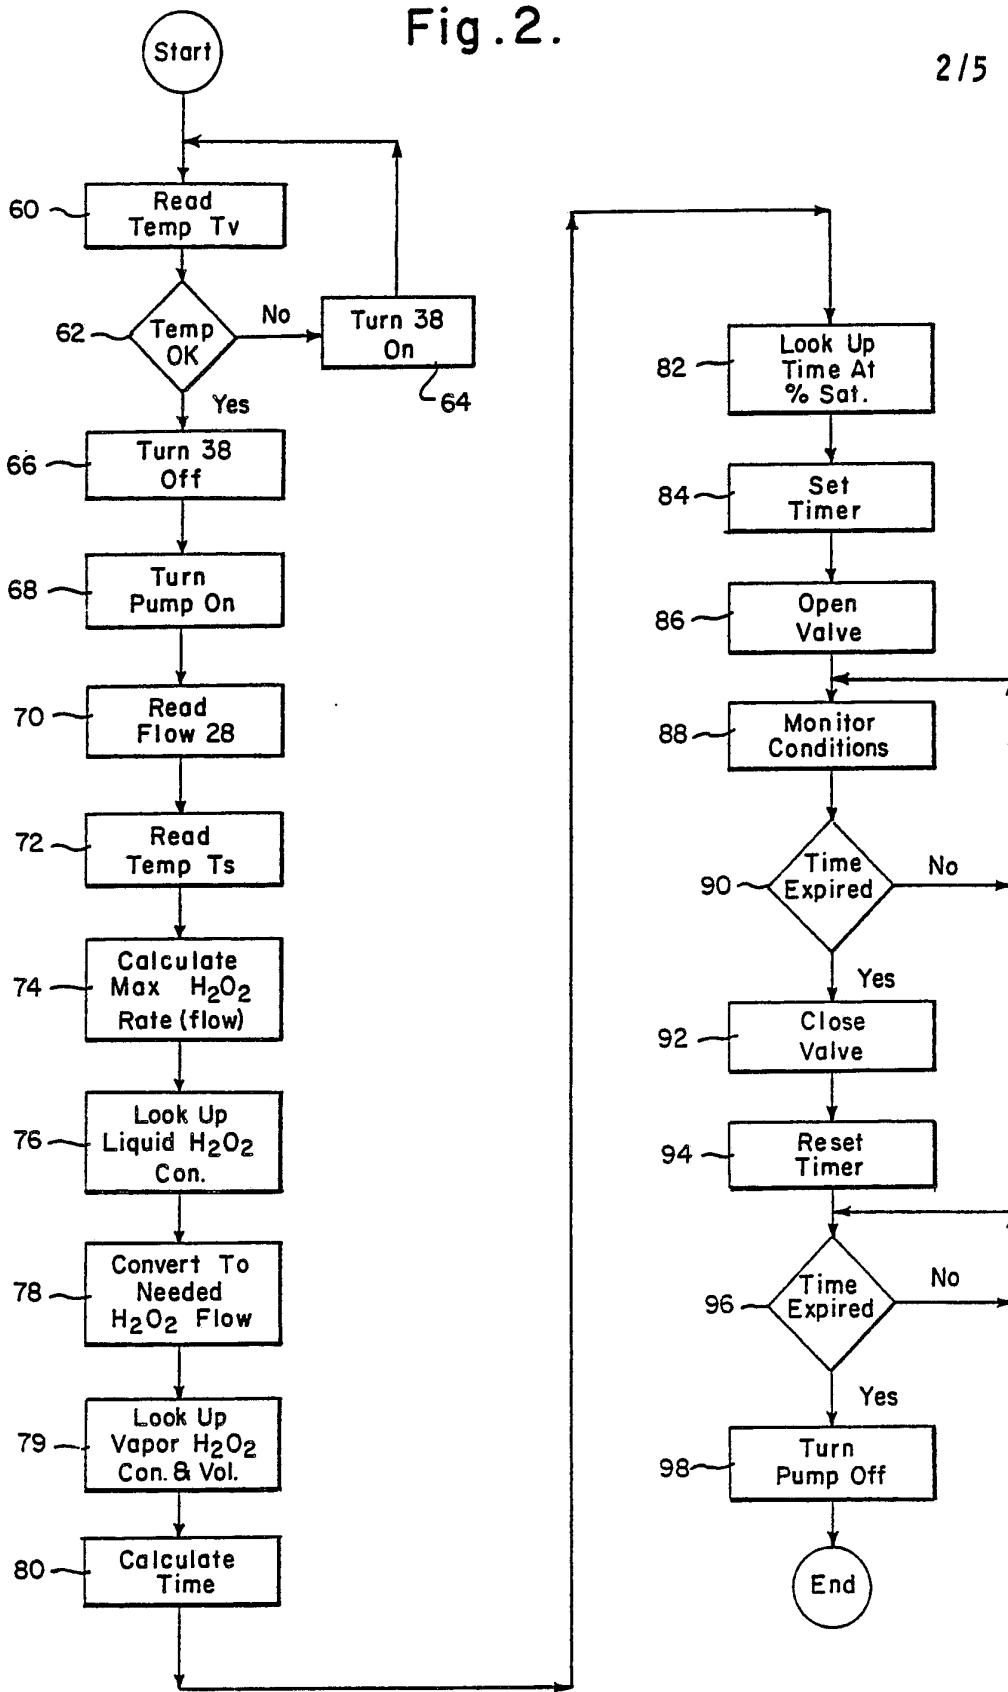 Fig.2.
2/5
Start
60
Read
Temp Tv
62
Temp
OK
No
Turn 38
On
64
Yes
66
Turn 38
Off
68
Turn
Pump On
70
Read
Flow 28
72
Read
Temp Ts
74
Calculate
Max H2O2
Rate (flow)
76
Look Up
Liquid H2O2
Con.
78
Convert To
Needed
H2O2 Flow
79
Look Up
Vapor H2O2
Con. & Vol.
80
Calculate
Time
82
Look Up
Time At
% Sat.
84
Set
Timer
86
Open
Valve
88
Monitor
Conditions
90
Time
Expired
No
Yes
92
Close
Valve
94
Reset
Timer
96
Time
Expired
No
Yes
98
Turn
Pump Off
End